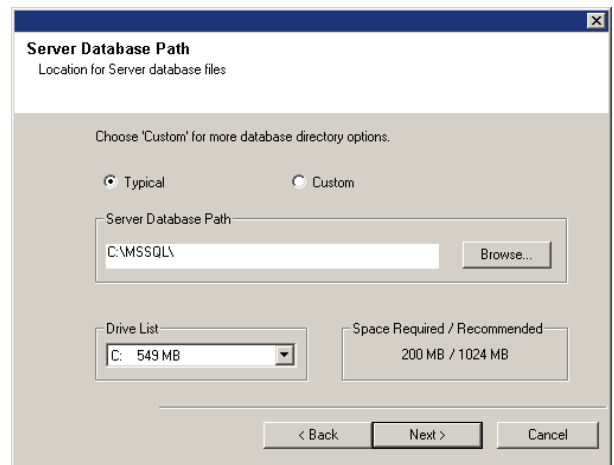 Server Database Path
Location for Server database files
Choose 'Custom' for more database directory options.
Typical
Custom
Server Database Path
C:\MSSQL\
Browse...
Drive List
C: 549 MB
Space Required / Recommended
200 MB / 1024 MB
< Back
Next >
Cancel